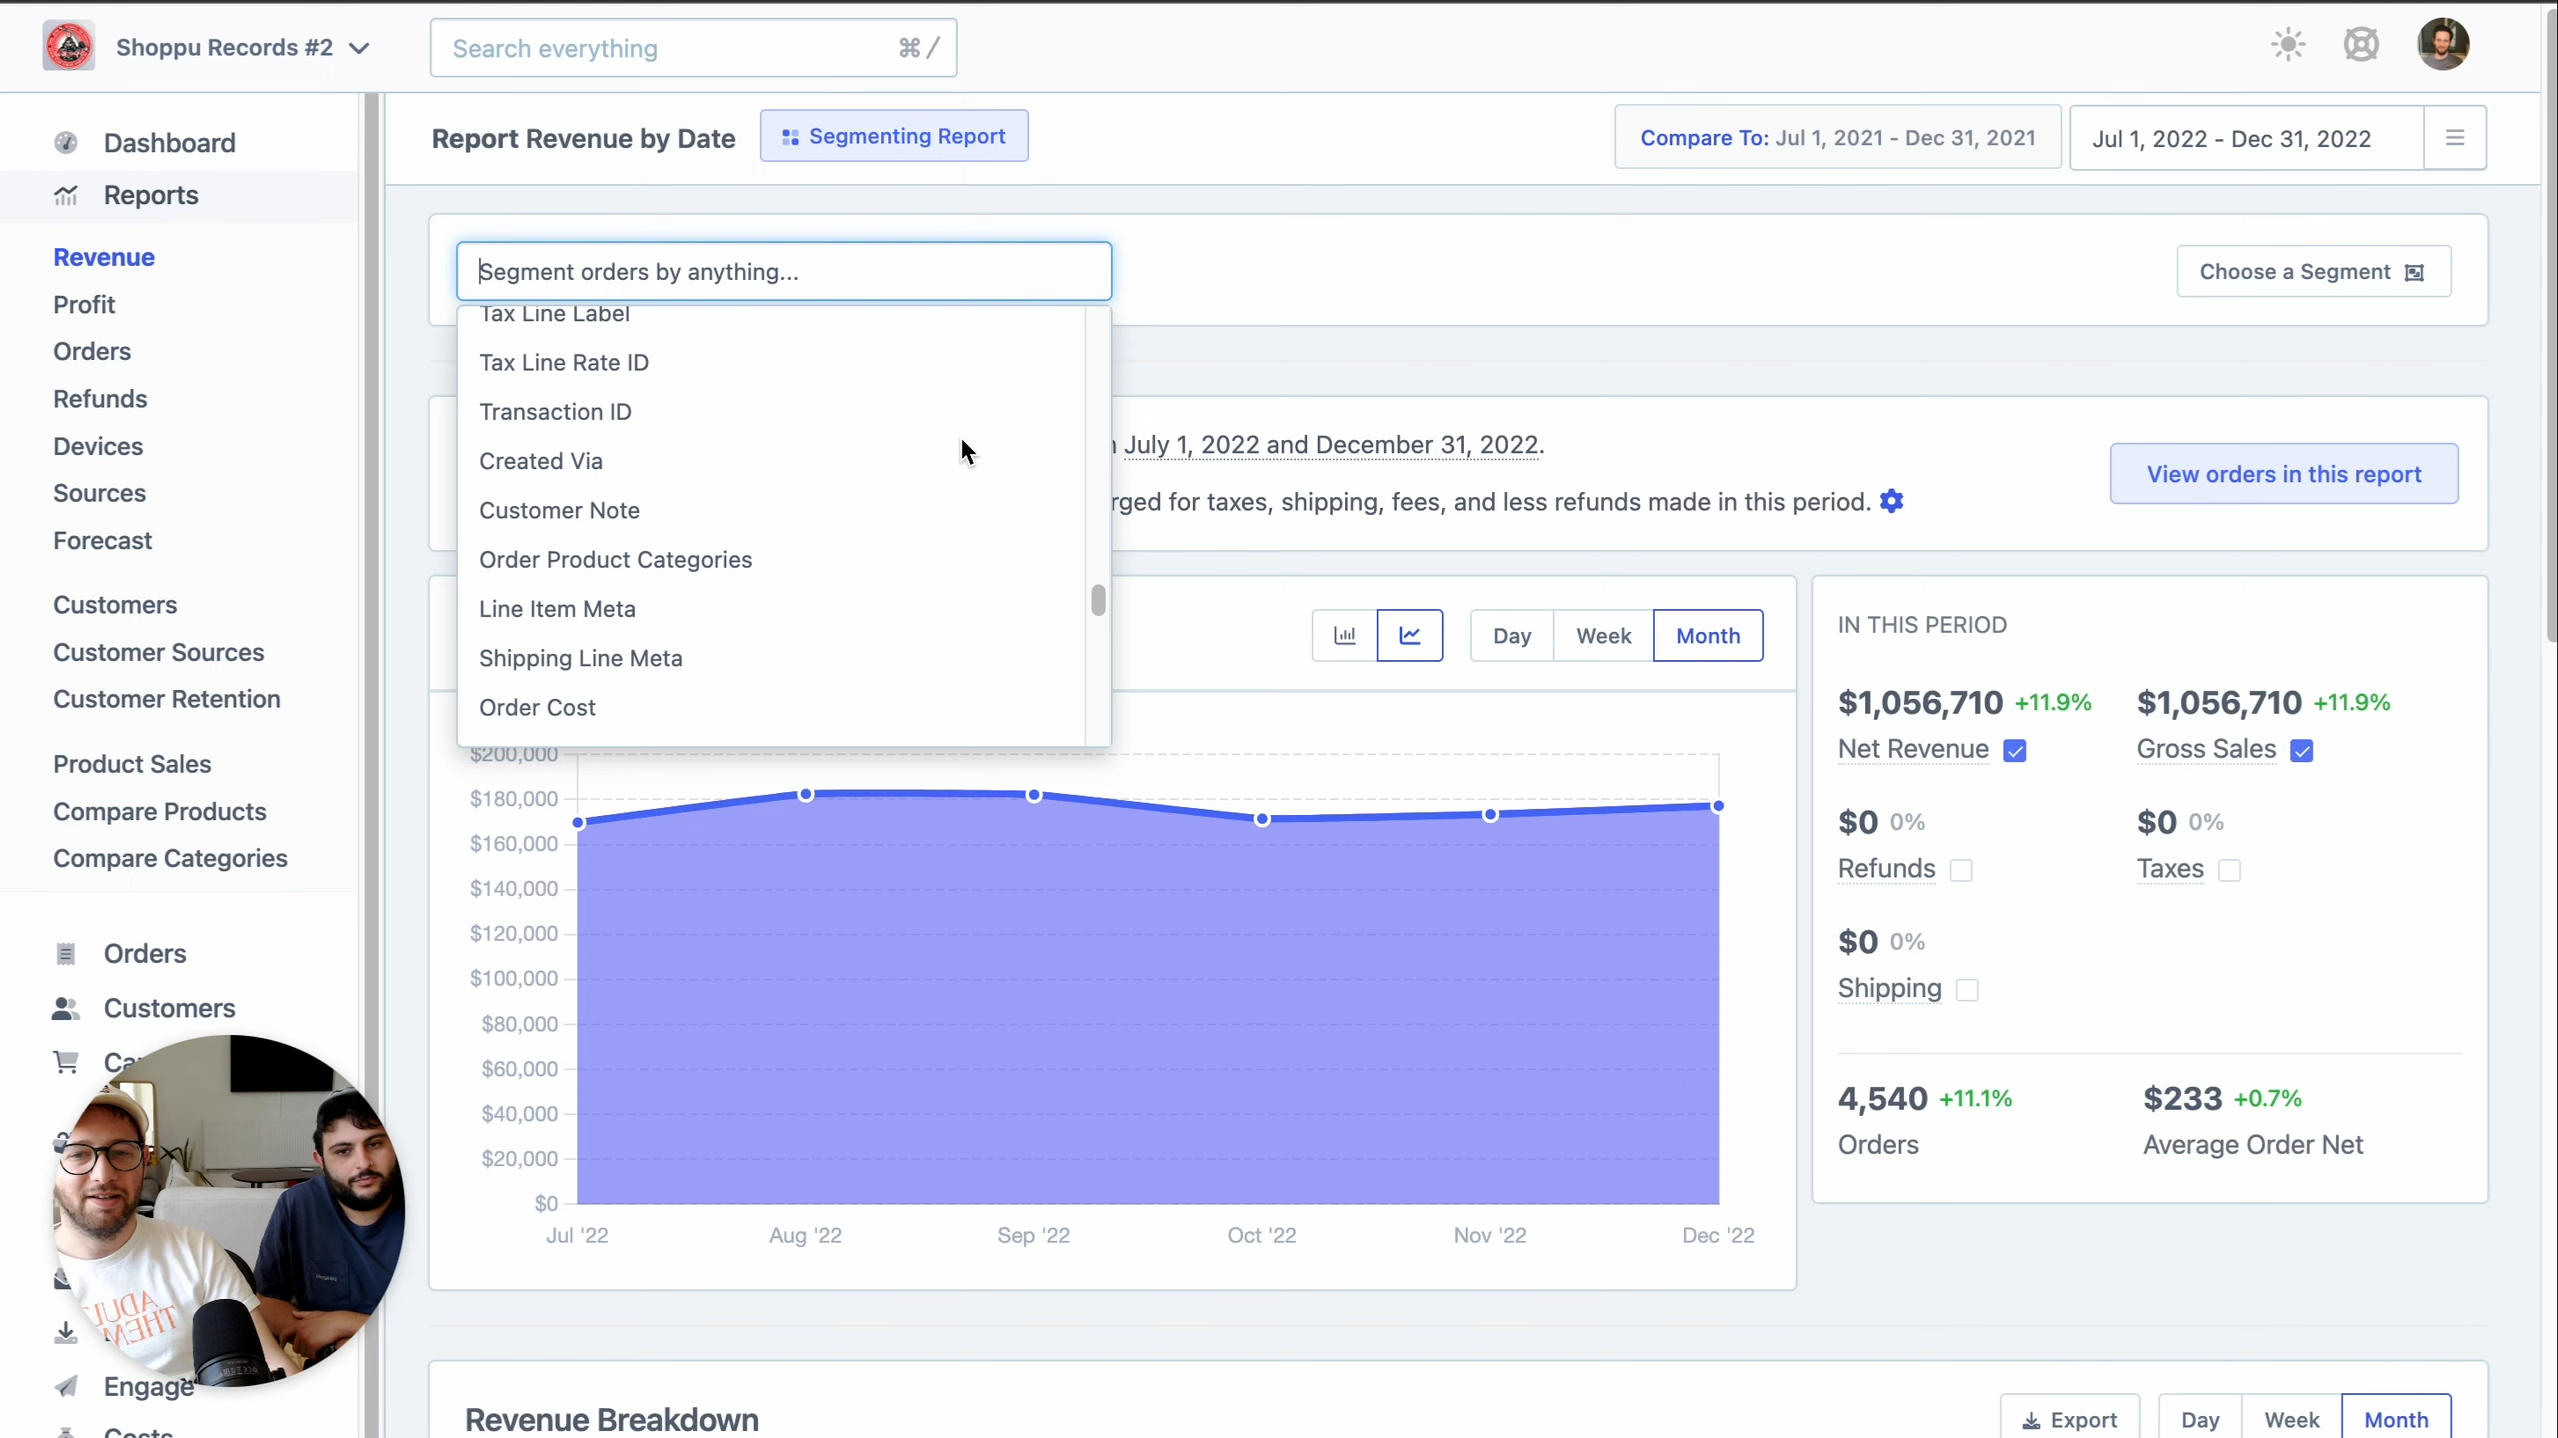 Shoppu Records #2
Search everything
⌘ /
Dashboard
Reports
Revenue
Profit
Orders
Refunds
Devices
Sources
Forecast
Customers
Customer Sources
Customer Retention
Product Sales
Compare Products
Compare Categories
Orders
Customers
Ca
Engage
Costs
Report Revenue by Date
Segmenting Report
Compare To: Jul 1, 2021 - Dec 31, 2021
Jul 1, 2022 - Dec 31, 2022
Segment orders by anything...
Choose a Segment
Tax Line Label
Tax Line Rate ID
Transaction ID
Created Via
Customer Note
Order Product Categories
Line Item Meta
Shipping Line Meta
Order Cost
July 1, 2022 and December 31, 2022.
rged for taxes, shipping, fees, and less refunds made in this period.
View orders in this report
Day
Week
Month
$200,000
$180,000
$160,000
$140,000
$120,000
$100,000
$80,000
$60,000
$40,000
$20,000
$0
Jul '22
Aug '22
Sep '22
Oct '22
Nov '22
Dec '22
IN THIS PERIOD
$1,056,710 +11.9%
Net Revenue
$1,056,710 +11.9%
Gross Sales
$0 0%
Refunds
$0 0%
Taxes
$0 0%
Shipping
4,540 +11.1%
Orders
$233 +0.7%
Average Order Net
Revenue Breakdown
Export
Day
Week
Month